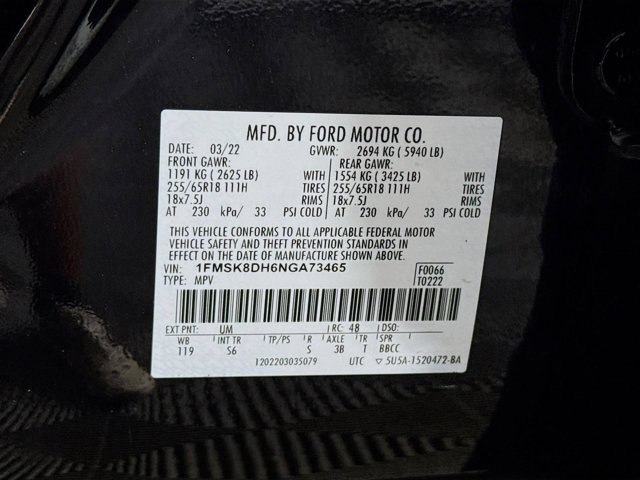 MFD. BY FORD MOTOR CO.
DATE: 03/22 GVWR: 2694 KG ( 5940 LB)
FRONT GAWR: REAR GAWR:
1191 KG ( 2625 LB) WITH 1554 KG ( 3425 LB) WITH
255/65R18 111H TIRES 255/65R18 111H TIRES
18x7.5J RIMS 18x7.5J RIMS
AT 230 kPa/ 33 PSI COLD AT 230 kPa/ 33 PSI COLD
THIS VEHICLE CONFORMS TO ALL APPLICABLE FEDERAL MOTOR
VEHICLE SAFETY AND THEFT PREVENTION STANDARDS IN
EFFECT ON THE DATE OF MANUFACTURE SHOWN ABOVE.
VIN: 1FMSK8DH6NGA73465 F0066
TYPE: MPV T0222
EXT PNT: UM RC: 48 DSO:
WB INT TR TP/PS R AXLE TR SPR
119 S6 S 3B T BBCC
1202203035079 UTC 5U5A-1520472-BA